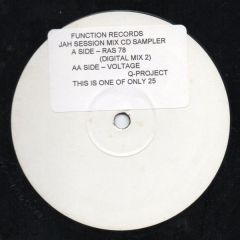 FUNCTION RECORDS
JAH SESSION MIX CD SAMPLER
A SIDE – RAS 78
(DIGITAL MIX 2)
AA SIDE – VOLTAGE
Q-PROJECT
THIS IS ONE OF ONLY 25